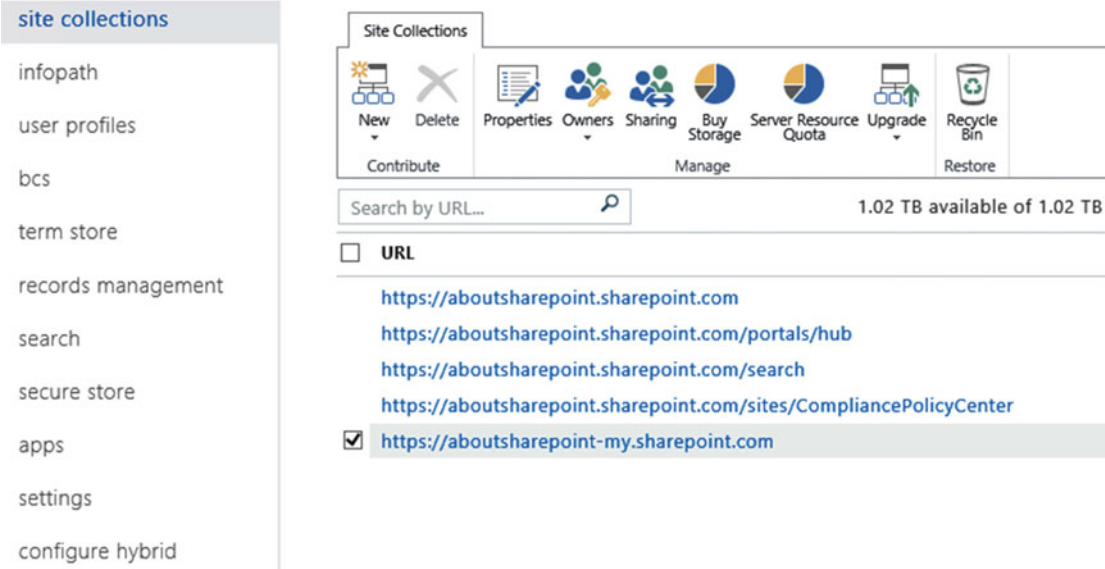 site collections
infopath
user profiles
bcs
term store
records management
search
secure store
apps
settings
configure hybrid
Site Collections
New
Delete
Properties
Owners
Sharing
Buy
Storage
Server Resource
Quota
Upgrade
Recycle
Bin
Contribute
Manage
Restore
Search by URL...
1.02 TB available of 1.02 TB
URL
https://aboutsharepoint.sharepoint.com
https://aboutsharepoint.sharepoint.com/portals/hub
https://aboutsharepoint.sharepoint.com/search
https://aboutsharepoint.sharepoint.com/sites/CompliancePolicyCenter
https://aboutsharepoint-my.sharepoint.com